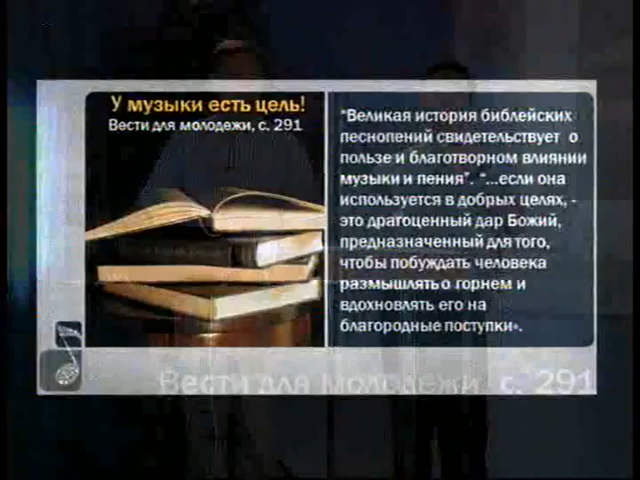 У музыки есть цель!
Вести для молодежи, с. 291
"Великая история библейских
песнопений свидетельствует о
пользе и благотворном влиянии
музыки и пения". "...если она
используется в добрых целях, -
это драгоценный дар Божий,
предназначенный для того,
чтобы побуждать человека
размышлять о горнем и
вдохновлять его на
благородные поступки".
Вести для молодежи, с. 291